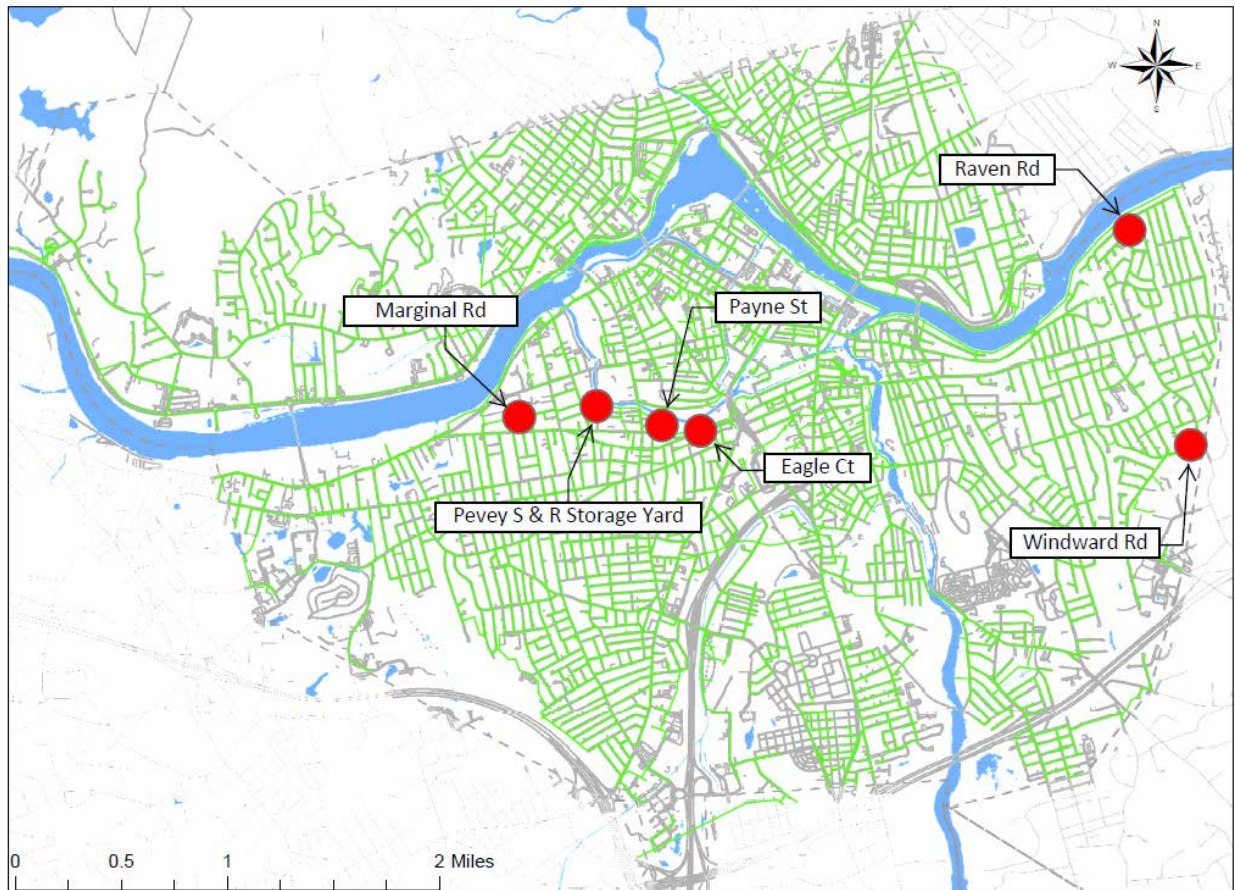 N
W E
S
Raven Rd
Marginal Rd
Payne St
Eagle Ct
Pevey S & R Storage Yard
Windward Rd
0 0.5 1 2 Miles